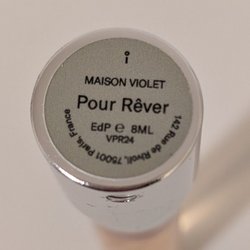 i
MAISON VIOLET
Pour Rêver
EdP ℮ 8ML
VPR24
142 Rue de Rivoli, 75001 Paris, France